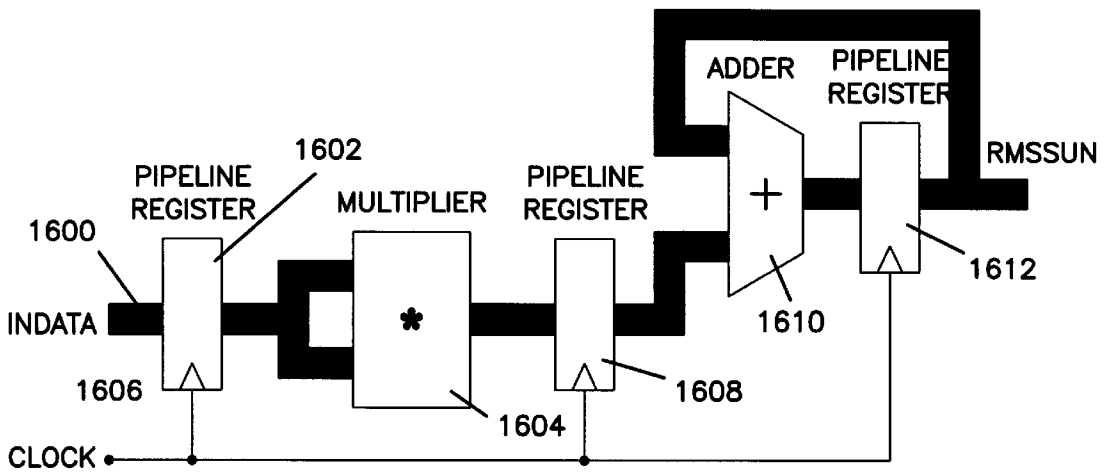 ADDER
PIPELINE
REGISTER
RMSSUN
1602
PIPELINE
REGISTER
MULTIPLIER
PIPELINE
REGISTER
+
1600
1612
INDATA
*
1610
1606
1608
1604
CLOCK